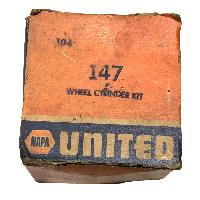 104
147
WHEEL CYLINDER KIT
NAPA UNITED